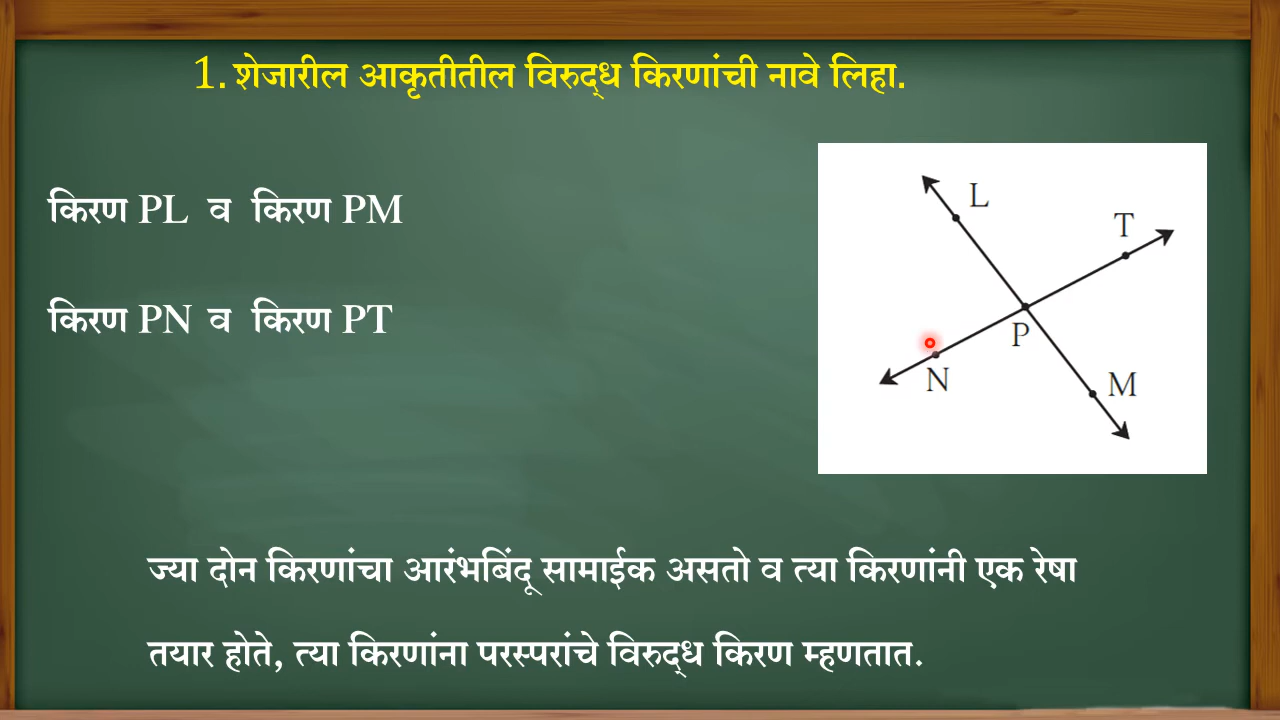 1. शेजारील आकृतीतील विरुद्ध किरणांची नावे लिहा.
किरण PL व किरण PM
किरण PN व किरण PT
L
T
P
N
M
ज्या दोन किरणांचा आरंभबिंदू सामाईक असतो व त्या किरणांनी एक रेषा
तयार होते, त्या किरणांना परस्परांचे विरुद्ध किरण म्हणतात.